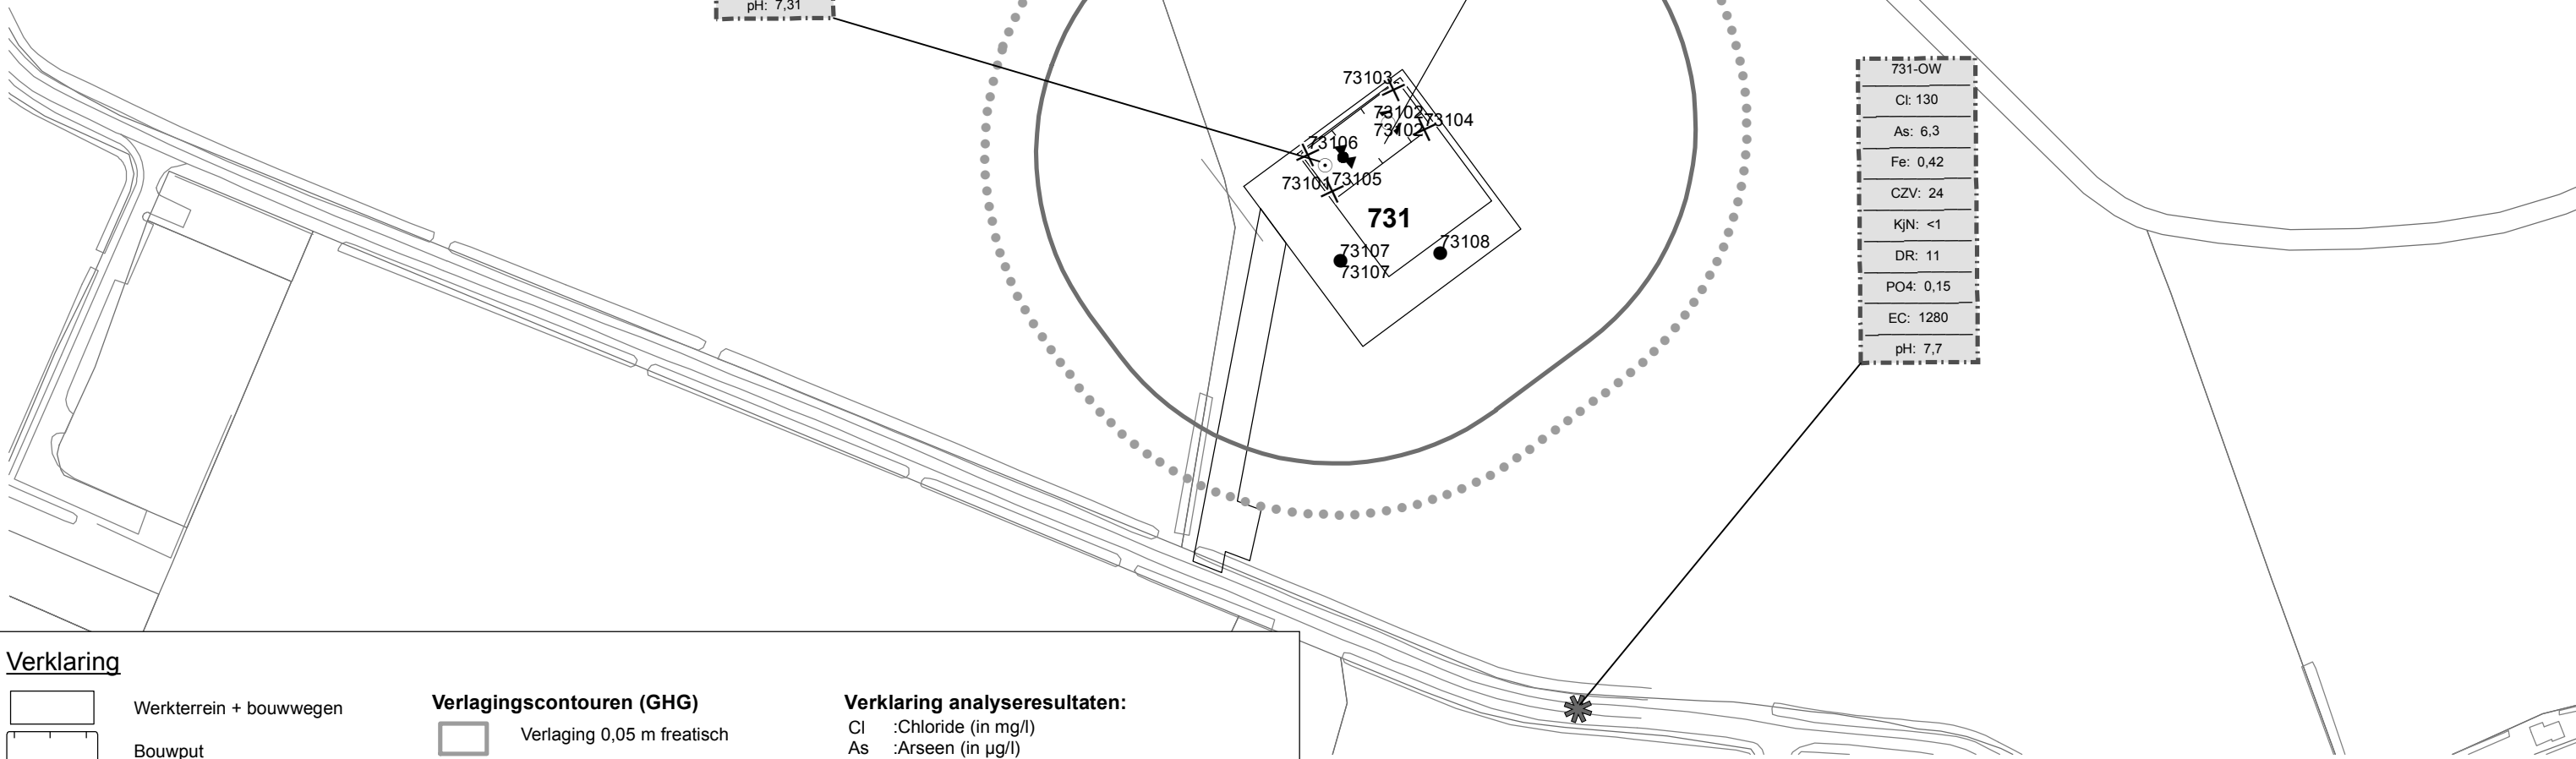 pH: 7,31
731-OW
Cl: 130
As: 6,3
Fe: 0,42
CZV: 24
KjN: <1
DR: 11
PO4: 0,15
EC: 1280
pH: 7,7
73103
73102
73104
73102
73106
73101
73105
731
73108
73107
73107
Verklaring
Werkterrein + bouwwegen
Bouwput
Verlagingscontouren (GHG)
Verlaging 0,05 m freatisch
Verklaring analyseresultaten:
Cl :Chloride (in mg/l)
As :Arseen (in µg/l)